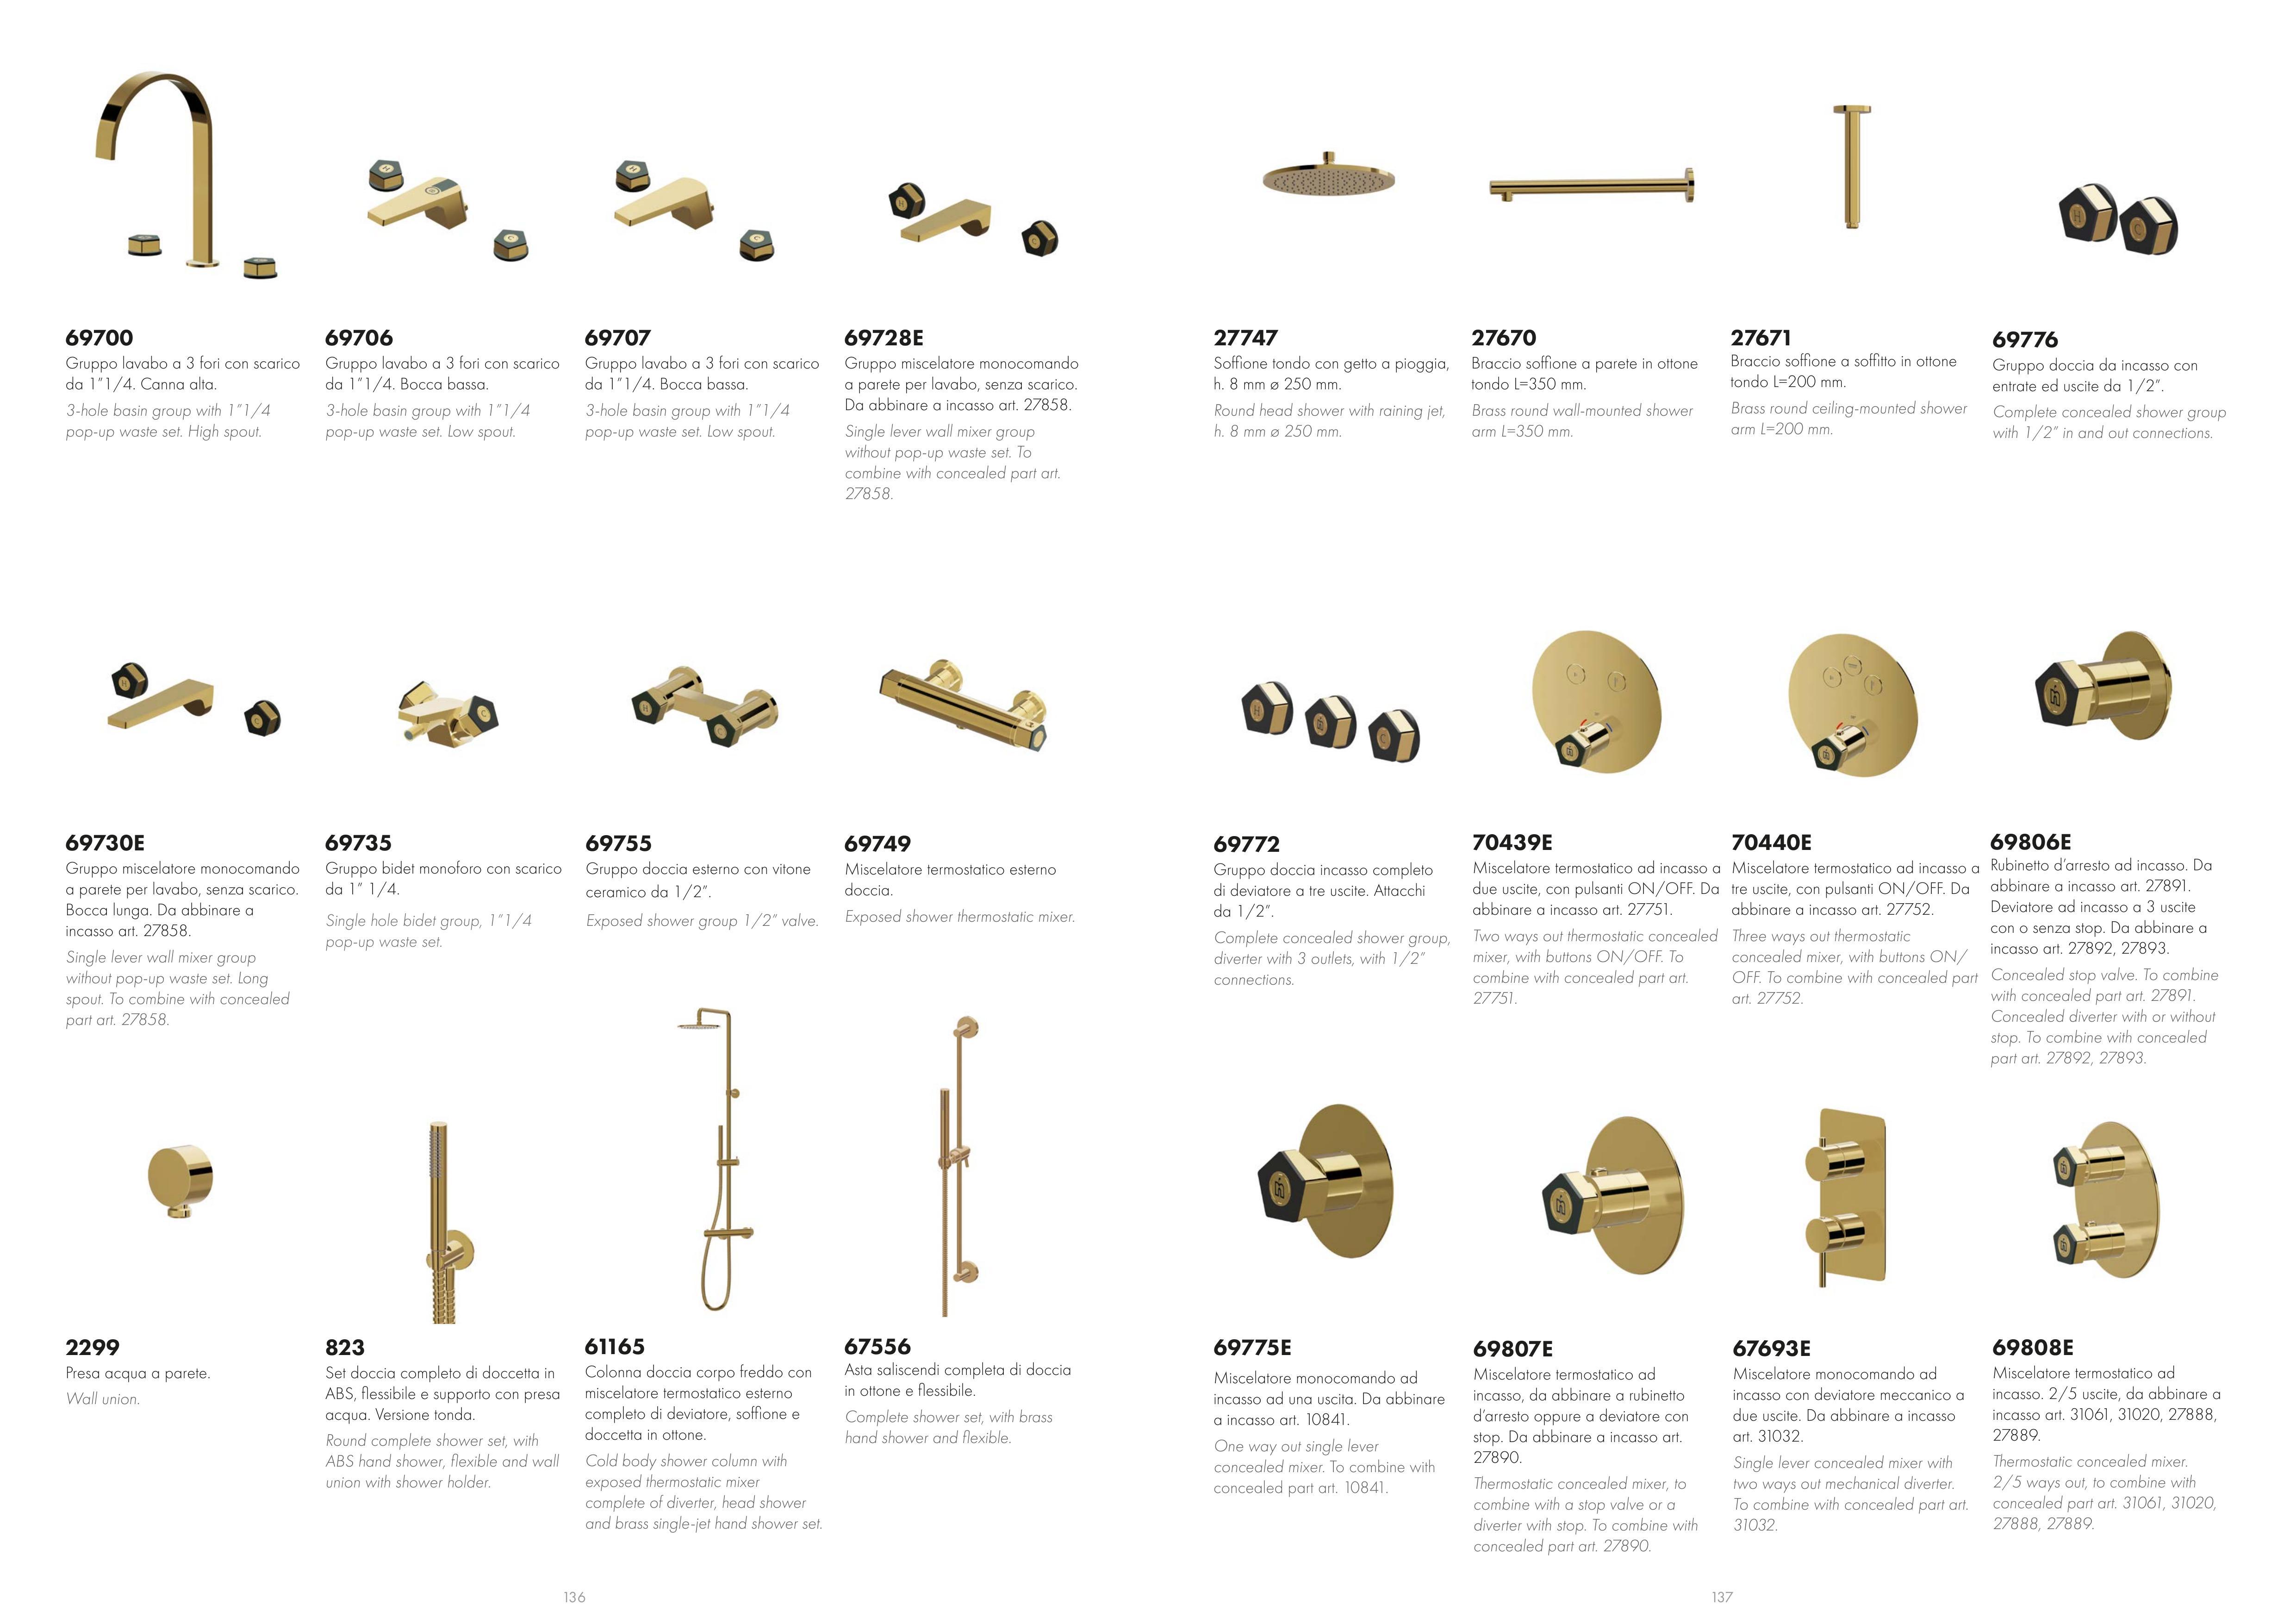 69700
Gruppo lavabo a 3 fori con scarico
da 1”1/4. Canna alta.
3-hole basin group with 1”1/4
pop-up waste set. High spout.
69706
Gruppo lavabo a 3 fori con scarico
da 1”1/4. Bocca bassa.
3-hole basin group with 1”1/4
pop-up waste set. Low spout.
69707
Gruppo lavabo a 3 fori con scarico
da 1”1/4. Bocca bassa.
3-hole basin group with 1”1/4
pop-up waste set. Low spout.
69728E
Gruppo miscelatore monocomando
a parete per lavabo, senza scarico.
Da abbinare a incasso art. 27858.
Single lever wall mixer group
without pop-up waste set. To
combine with concealed part art.
27858.
69730E
Gruppo miscelatore monocomando
a parete per lavabo, senza scarico.
Bocca lunga. Da abbinare a
incasso art. 27858.
Single lever wall mixer group
without pop-up waste set. Long
spout. To combine with concealed
part art. 27858.
69735
Gruppo bidet monoforo con scarico
da 1” 1/4.
Single hole bidet group, 1”1/4
pop-up waste set.
69755
Gruppo doccia esterno con vitone
ceramico da 1/2”.
Exposed shower group 1/2” valve.
69749
Miscelatore termostatico esterno
doccia.
Exposed shower thermostatic mixer.
2299
Presa acqua a parete.
Wall union.
823
Set doccia completo di doccetta in
ABS, flessibile e supporto con presa
acqua. Versione tonda.
Round complete shower set, with
ABS hand shower, flexible and wall
union with shower holder.
61165
Colonna doccia corpo freddo con
miscelatore termostatico esterno
completo di deviatore, soffione e
doccetta in ottone.
Cold body shower column with
exposed thermostatic mixer
complete of diverter, head shower
and brass single-jet hand shower set.
67556
Asta saliscendi completa di doccia
in ottone e flessibile.
Complete shower set, with brass
hand shower and flexible.
136
27747
Soffione tondo con getto a pioggia,
h. 8 mm ø 250 mm.
Round head shower with raining jet,
h. 8 mm ø 250 mm.
27670
Braccio soffione a parete in ottone
tondo L=350 mm.
Brass round wall-mounted shower
arm L=350 mm.
27671
Braccio soffione a soffitto in ottone
tondo L=200 mm.
Brass round ceiling-mounted shower
arm L=200 mm.
H
C
69776
Gruppo doccia da incasso con
entrate ed uscite da 1/2”.
Complete concealed shower group
with 1/2” in and out connections.
H
C
69772
Gruppo doccia incasso completo
di deviatore a tre uscite. Attacchi
da 1/2”.
Complete concealed shower group,
diverter with 3 outlets, with 1/2”
connections.
70439E
Miscelatore termostatico ad incasso a
due uscite, con pulsanti ON/OFF. Da
abbinare a incasso art. 27751.
Two ways out thermostatic concealed
mixer, with buttons ON/OFF. To
combine with concealed part art.
27751.
70440E
Miscelatore termostatico ad incasso a
tre uscite, con pulsanti ON/OFF. Da
abbinare a incasso art. 27752.
Three ways out thermostatic
concealed mixer, with buttons ON/
OFF. To combine with concealed part
art. 27752.
69806E
Rubinetto d’arresto ad incasso. Da
abbinare a incasso art. 27891.
Deviatore ad incasso a 3 uscite
con o senza stop. Da abbinare a
incasso art. 27892, 27893.
Concealed stop valve. To combine
with concealed part art. 27891.
Concealed diverter with or without
stop. To combine with concealed
part art. 27892, 27893.
69775E
Miscelatore monocomando ad
incasso ad una uscita. Da abbinare
a incasso art. 10841.
One way out single lever
concealed mixer. To combine with
concealed part art. 10841.
69807E
Miscelatore termostatico ad
incasso, da abbinare a rubinetto
d’arresto oppure a deviatore con
stop. Da abbinare a incasso art.
27890.
Thermostatic concealed mixer, to
combine with a stop valve or a
diverter with stop. To combine with
concealed part art. 27890.
67693E
Miscelatore monocomando ad
incasso con deviatore meccanico a
due uscite. Da abbinare a incasso
art. 31032.
Single lever concealed mixer with
two ways out mechanical diverter.
To combine with concealed part art.
31032.
69808E
Miscelatore termostatico ad
incasso. 2/5 uscite, da abbinare a
incasso art. 31061, 31020, 27888,
27889.
Thermostatic concealed mixer.
2/5 ways out, to combine with
concealed part art. 31061, 31020,
27888, 27889.
137